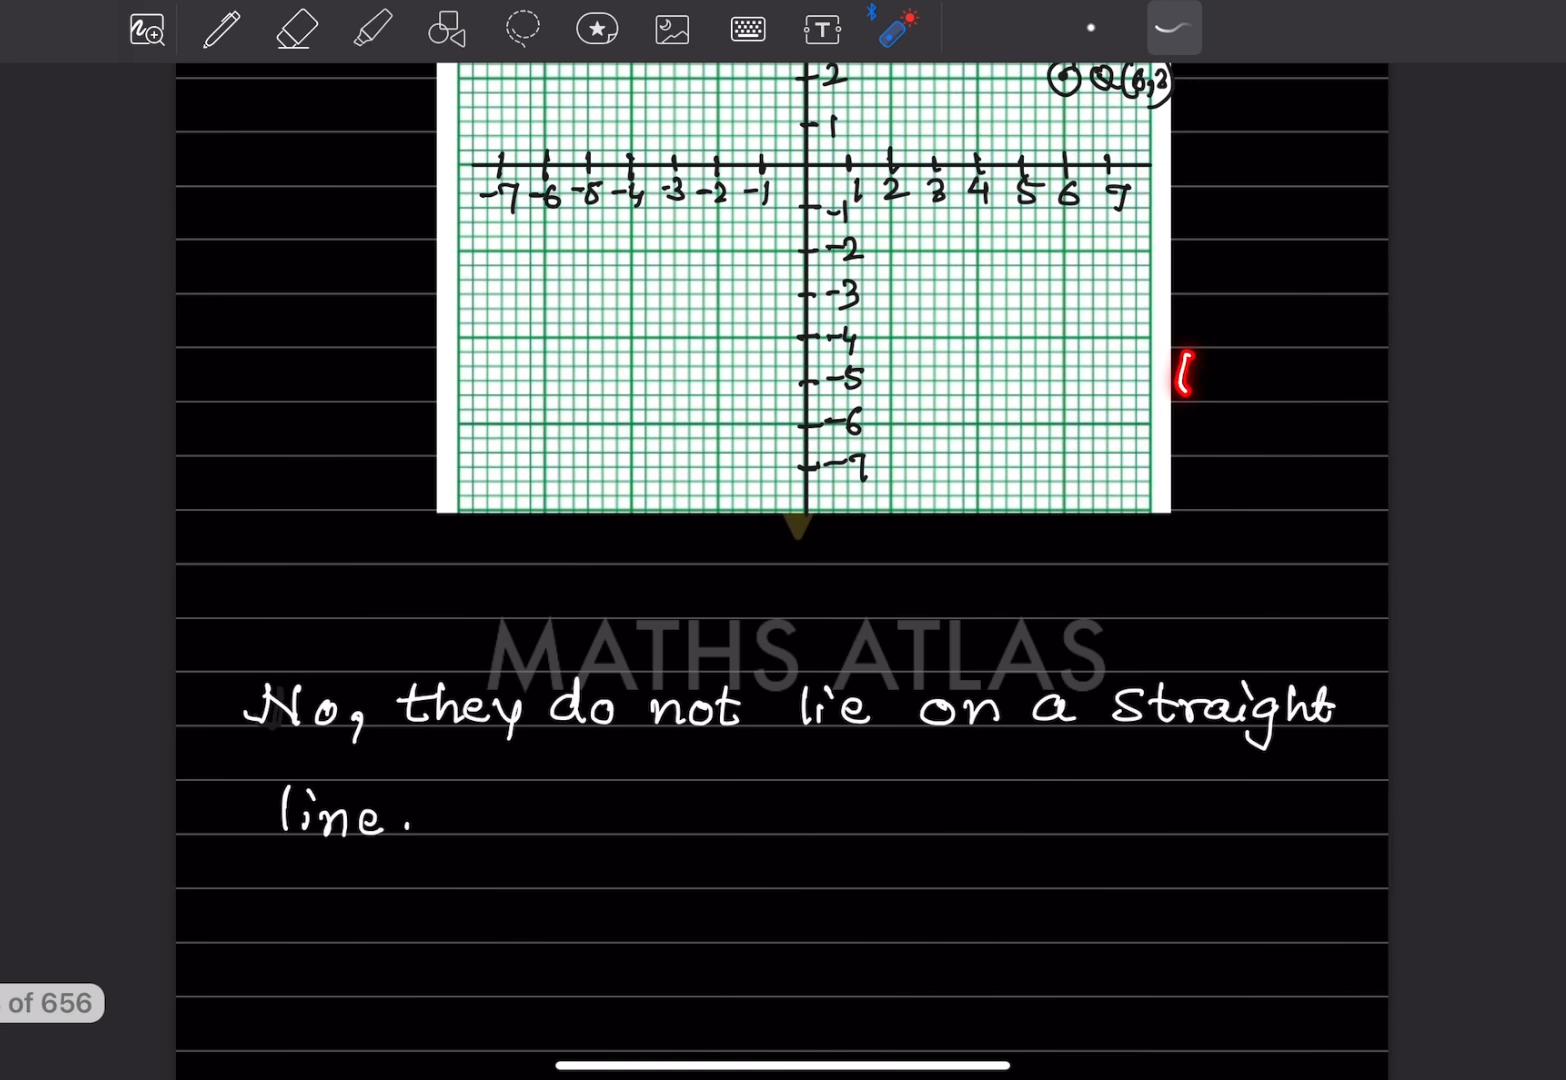 2
Q(6,2)
1
-7 -6 -5 -4 -3 -2 -1 1 2 3 4 5 6 7
-1
-2
-3
-4
-5
-6
-7
MATHS ATLAS
No, they do not lie on a straight
line.
of 656